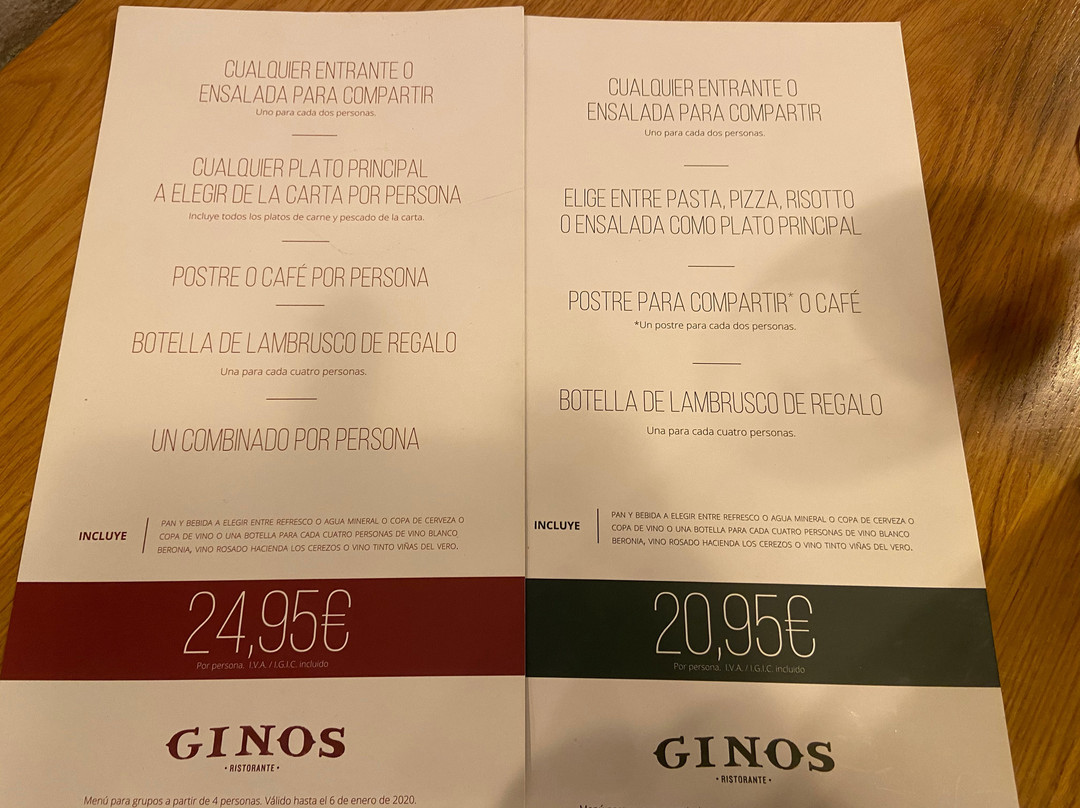 CUALQUIER ENTRANTE O
ENSALADA PARA COMPARTIR
Uno para cada dos personas.
CUALQUIER PLATO PRINCIPAL
A ELEGIR DE LA CARTA POR PERSONA
Incluye todos los platos de carne y pescado de la carta.
POSTRE O CAFÉ POR PERSONA
BOTELLA DE LAMBRUSCO DE REGALO
Una para cada cuatro personas.
UN COMBINADO POR PERSONA
INCLUYE
PAN Y BEBIDA A ELEGIR ENTRE REFRESCO O AGUA MINERAL O COPA DE CERVEZA O
COPA DE VINO O UNA BOTELLA PARA CADA CUATRO PERSONAS DE VINO BLANCO
BERONIA, VINO ROSADO HACIENDA LOS CEREZOS O VINO TINTO VIÑAS DEL VERO.
24,95€
Por persona. I.V.A. / I.G.I.C. incluido
GINOS
• RISTORANTE •
Menú para grupos a partir de 4 personas. Válido hasta el 6 de enero de 2020.
CUALQUIER ENTRANTE O
ENSALADA PARA COMPARTIR
Uno para cada dos personas.
ELIGE ENTRE PASTA, PIZZA, RISOTTO
O ENSALADA COMO PLATO PRINCIPAL
POSTRE PARA COMPARTIR* O CAFÉ
*Un postre para cada dos personas.
BOTELLA DE LAMBRUSCO DE REGALO
Una para cada cuatro personas.
INCLUYE
PAN Y BEBIDA A ELEGIR ENTRE REFRESCO O AGUA MINERAL O COPA DE CERVEZA O
COPA DE VINO O UNA BOTELLA PARA CADA CUATRO PERSONAS DE VINO BLANCO
BERONIA, VINO ROSADO HACIENDA LOS CEREZOS O VINO TINTO VIÑAS DEL VERO.
20,95€
Por persona. I.V.A. / I.G.I.C. incluido
GINOS
• RISTORANTE •